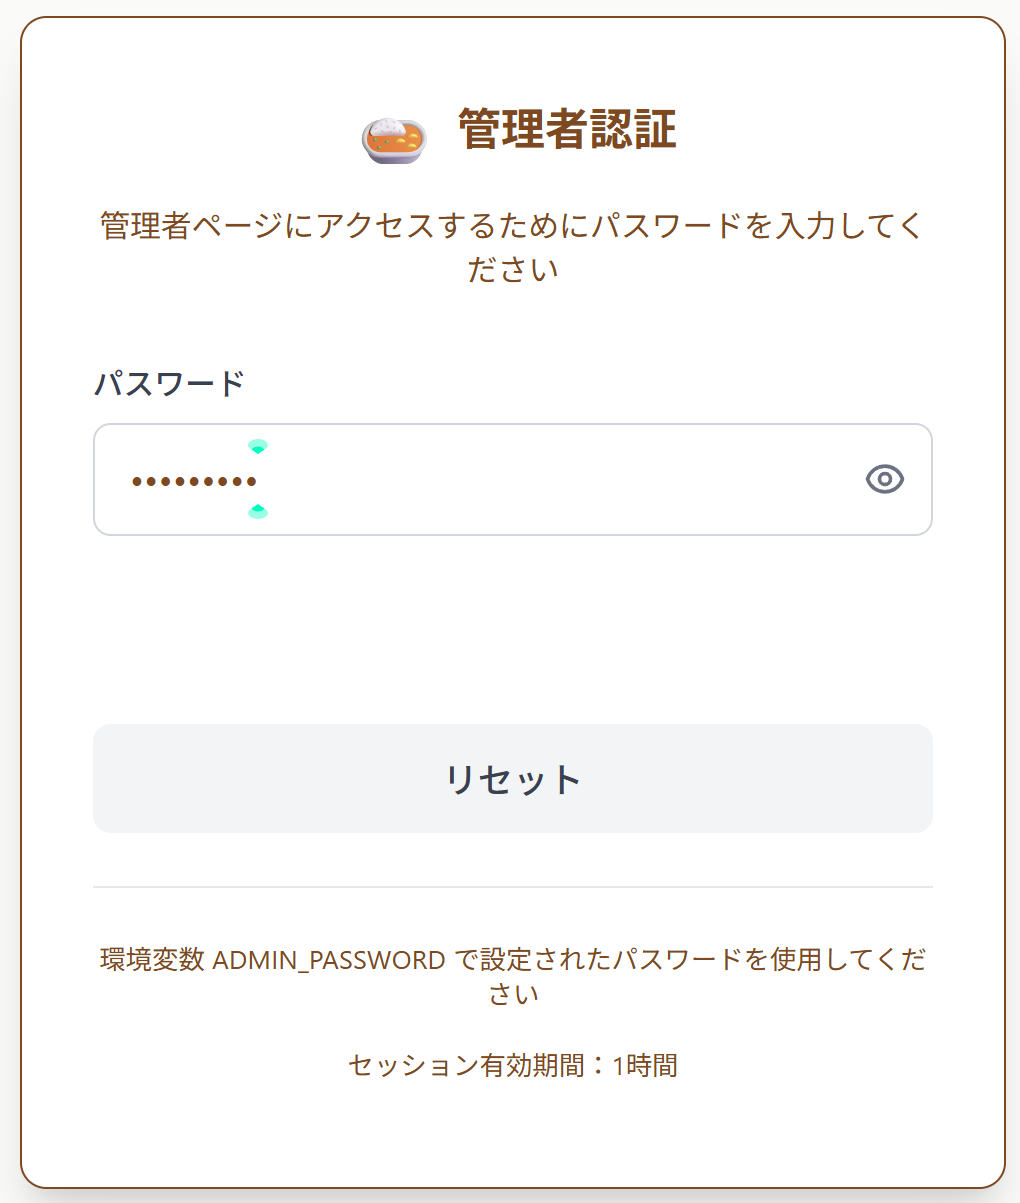 管理者認証
管理者ページにアクセスするためにパスワードを入力してく
ださい
パスワード
•••••••••
リセット
環境変数 ADMIN_PASSWORD で設定されたパスワードを使用してくだ
さい
セッション有効期間：1時間